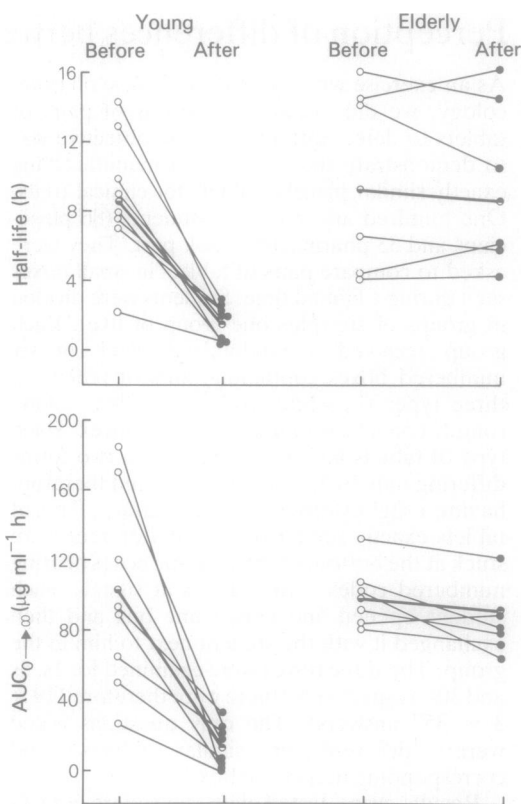 Young
Elderly
Before
After
Before
After
16
12
8
4
0
Half-life (h)
200
160
120
80
40
0
AUC0 → ∞ (μg ml−1 h)